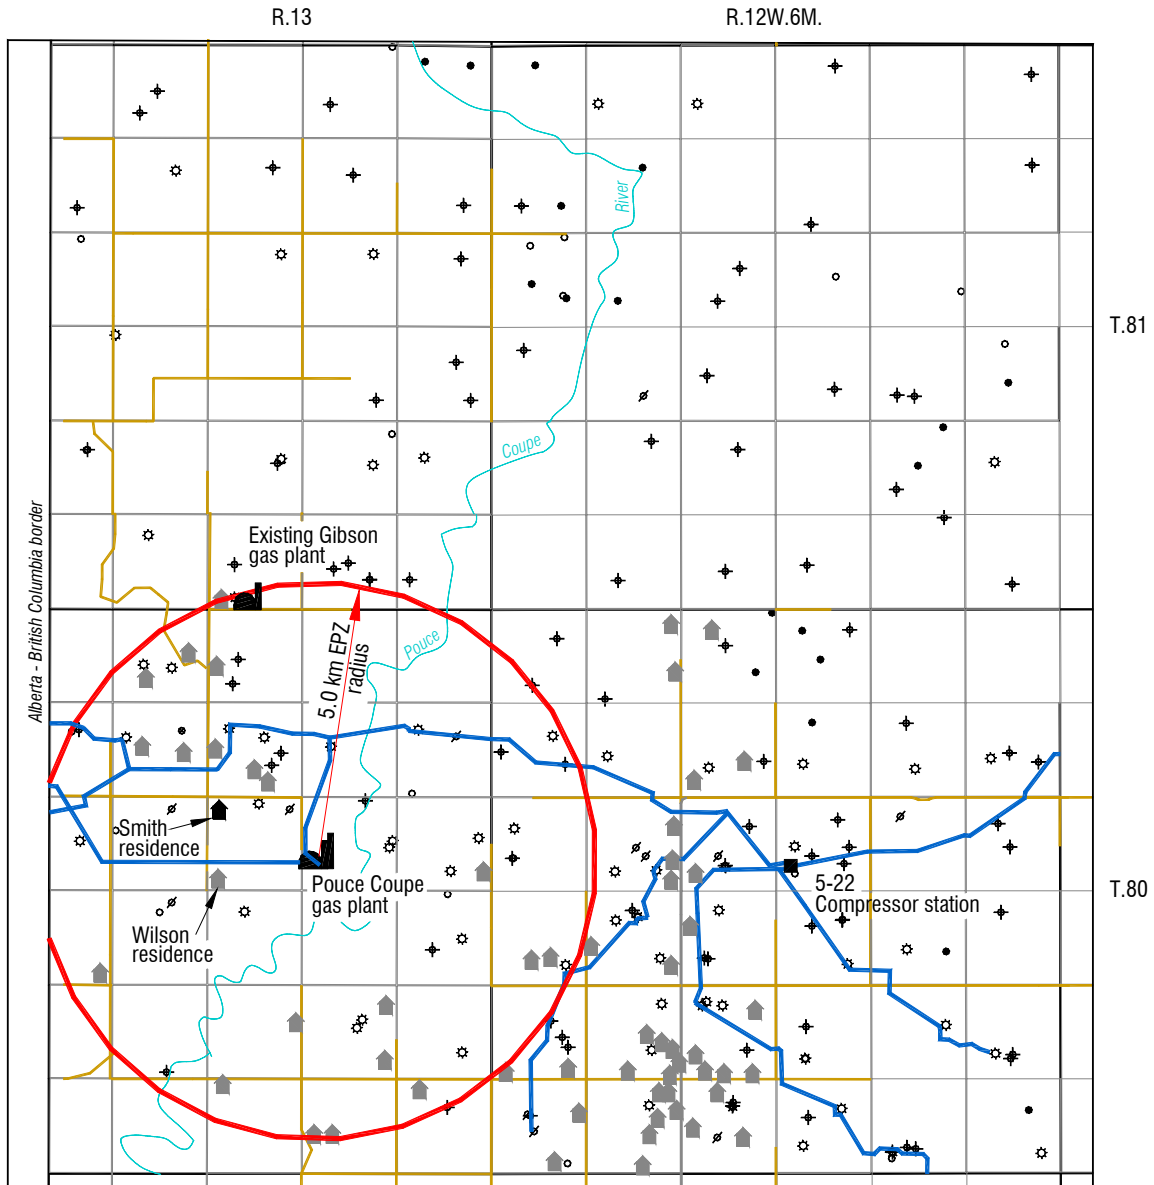 R.13
R.12W.6M.
T.81
River
Coupe
Alberta - British Columbia border
Existing Gibson
gas plant
5.0 km EPZ
radius
Pouce
Smith
residence
Pouce Coupe
gas plant
5-22
Compressor station
T.80
Wilson
residence